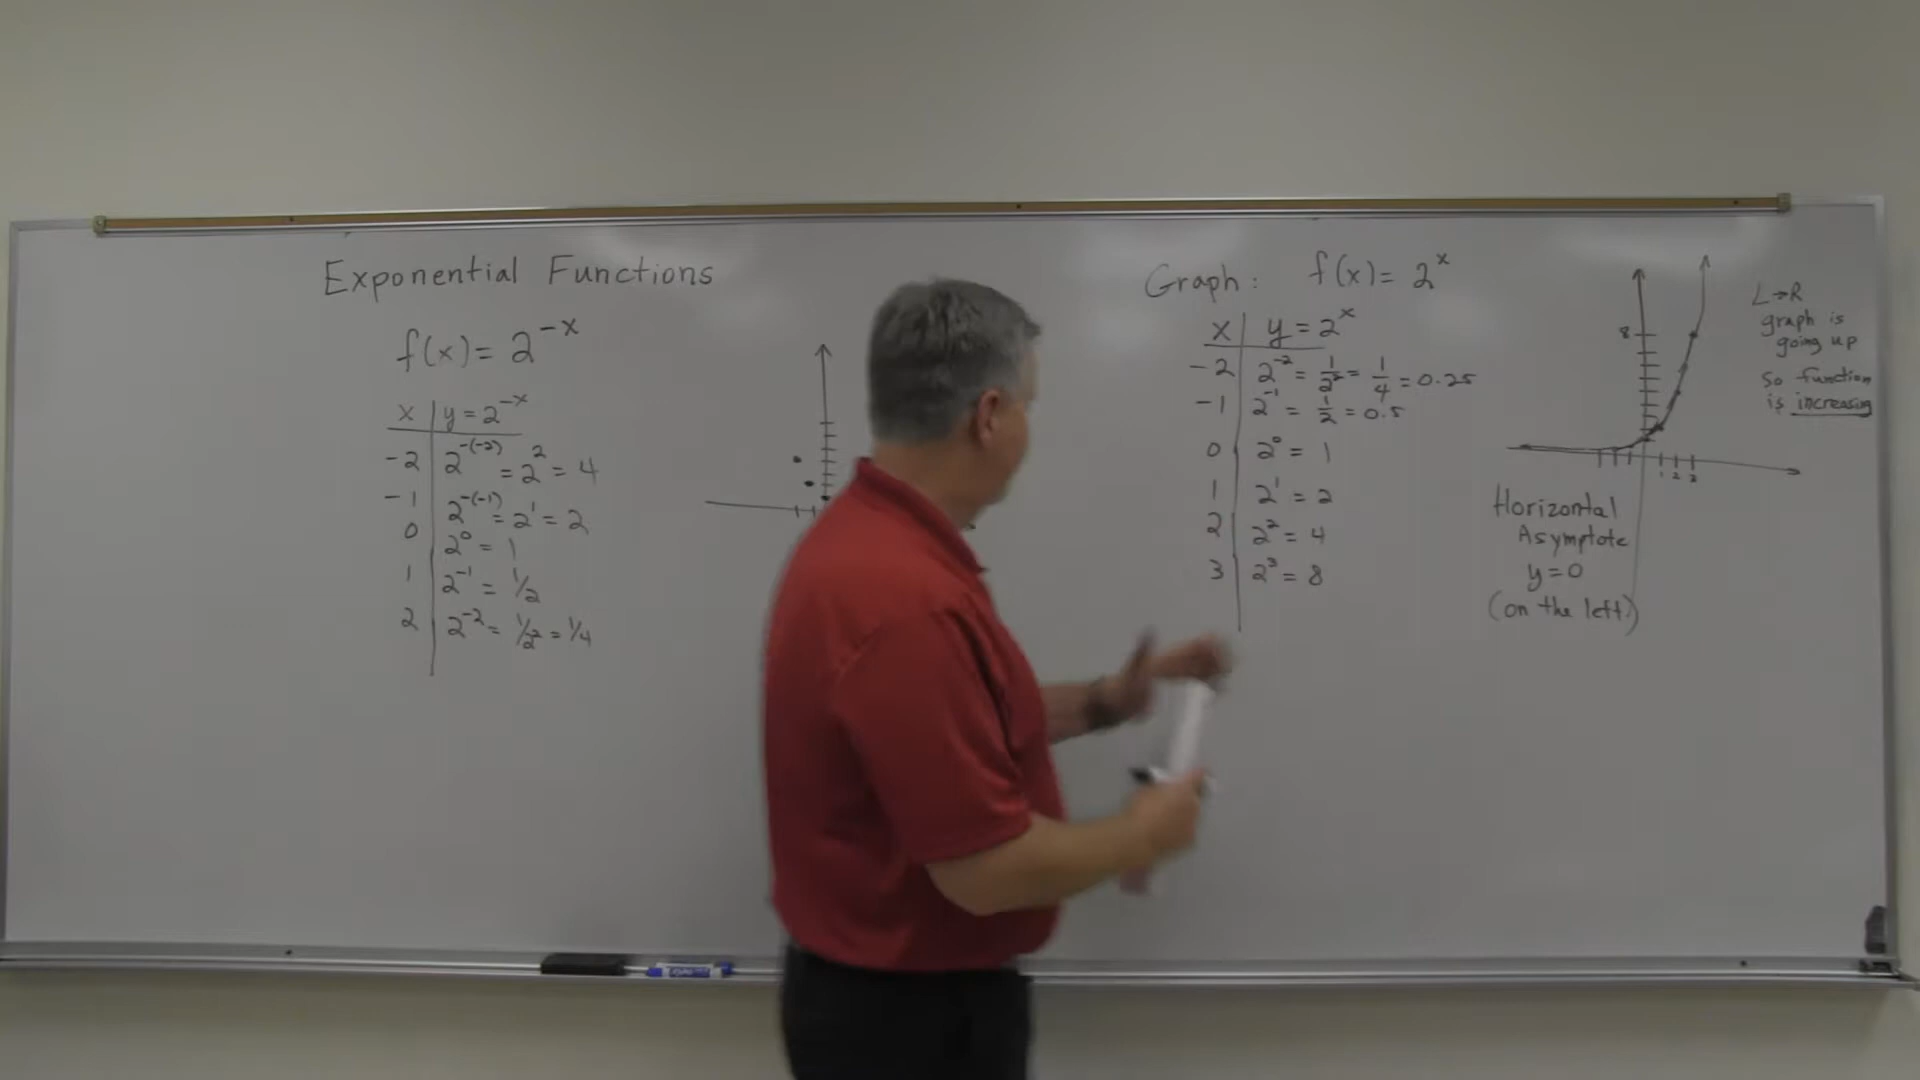 Exponential Functions
f(x) = 2^-x
x | y = 2^-x
-2 | 2^-(-2) = 2^2 = 4
-1 | 2^-(-1) = 2^1 = 2
0 | 2^0 = 1
1 | 2^-1 = 1/2
2 | 2^-2 = 1/2^2 = 1/4
Graph: f(x) = 2^x
x | y = 2^x
-2 | 2^-2 = 1/2^2 = 1/4 = 0.25
-1 | 2^-1 = 1/2 = 0.5
0 | 2^0 = 1
1 | 2^1 = 2
2 | 2^2 = 4
3 | 2^3 = 8
8
1 2 3
L→R
graph is
going up
So function
is increasing
Horizontal
Asymptote
y=0
(on the left)